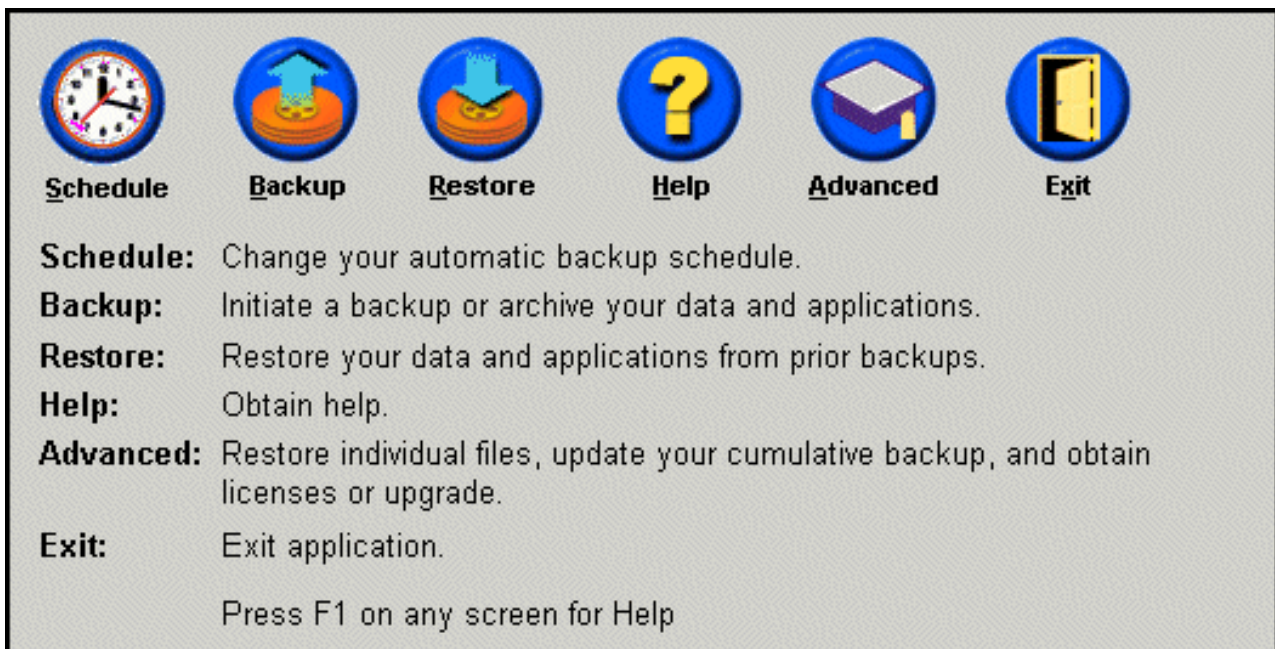 Schedule Backup Restore Help Advanced Exit
Schedule: Change your automatic backup schedule.
Backup: Initiate a backup or archive your data and applications.
Restore: Restore your data and applications from prior backups.
Help: Obtain help.
Advanced: Restore individual files, update your cumulative backup, and obtain
licenses or upgrade.
Exit: Exit application.
Press F1 on any screen for Help